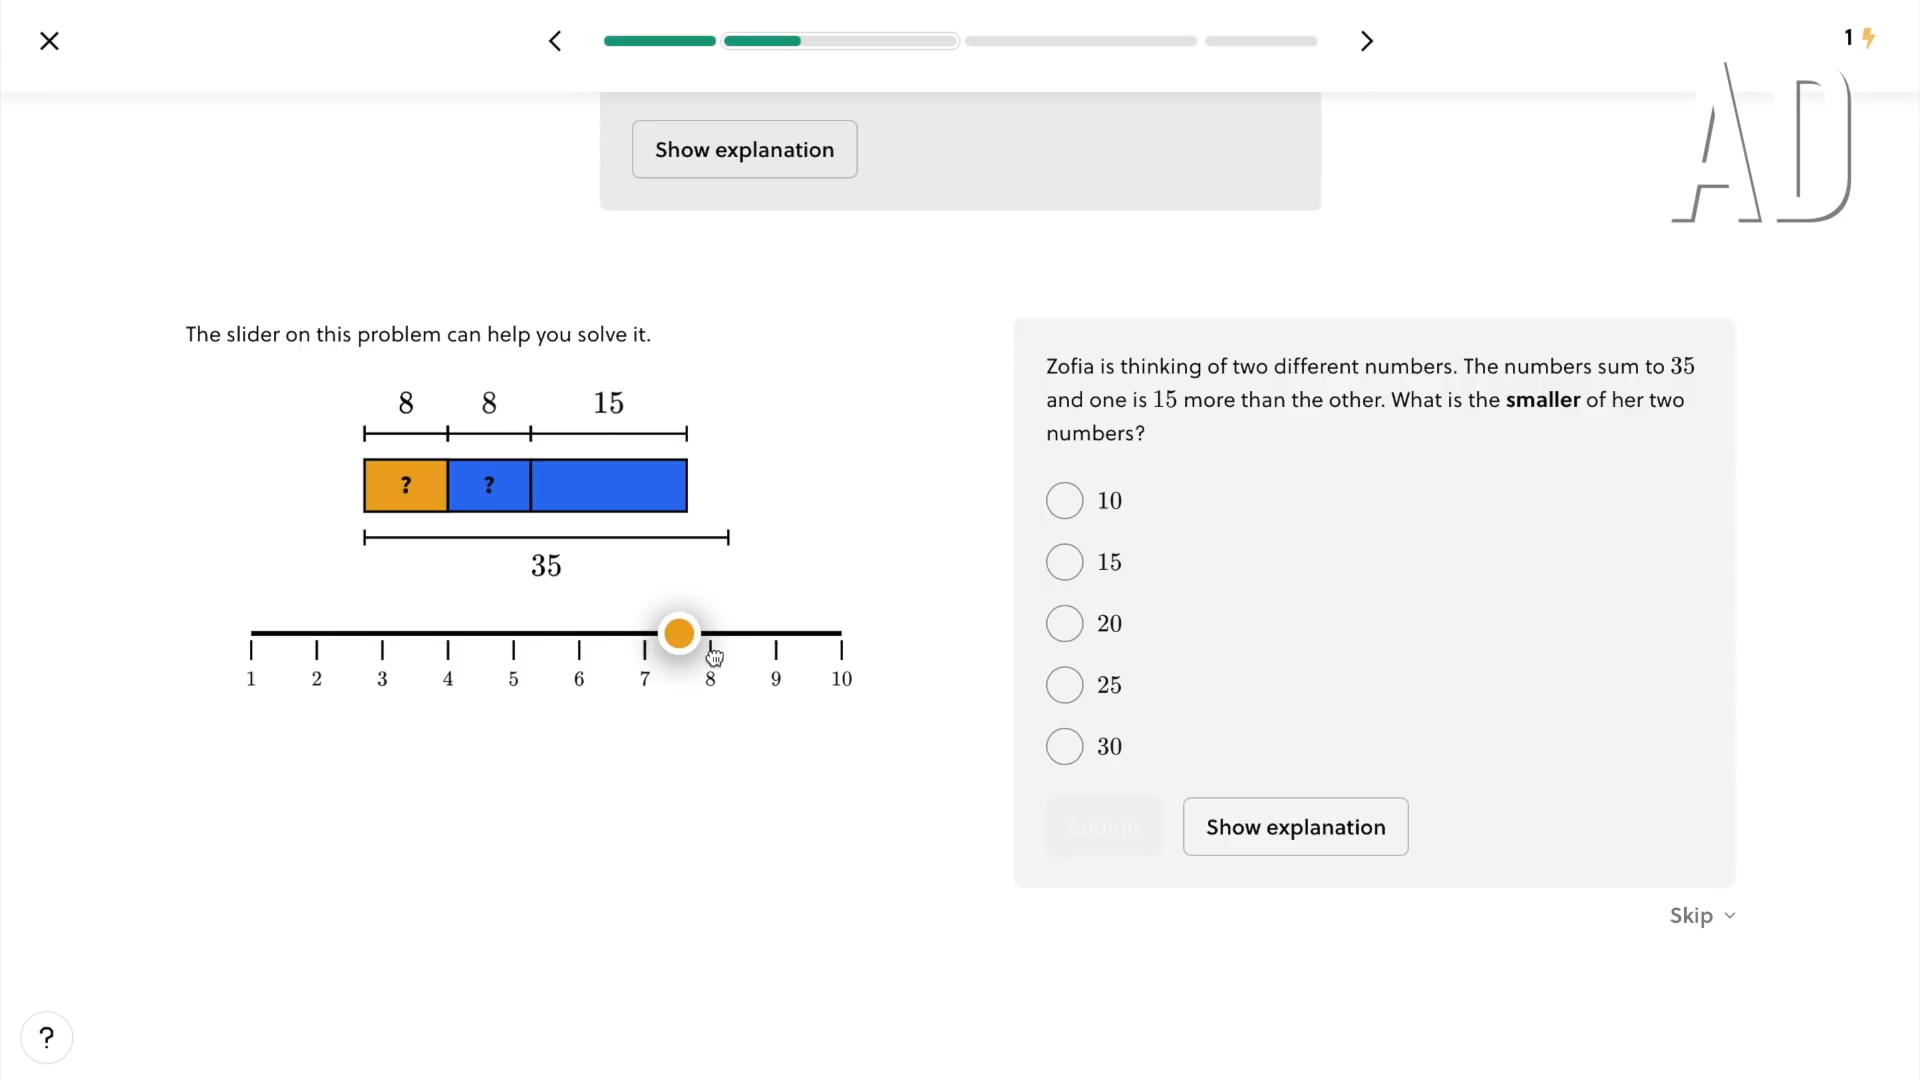 1
AD
Show explanation
The slider on this problem can help you solve it.
8 8 15
? ?
35
1 2 3 4 5 6 7 8 9 10
Zofia is thinking of two different numbers. The numbers sum to 35
and one is 15 more than the other. What is the smaller of her two
numbers?
10
15
20
25
30
Submit Show explanation
Skip
?